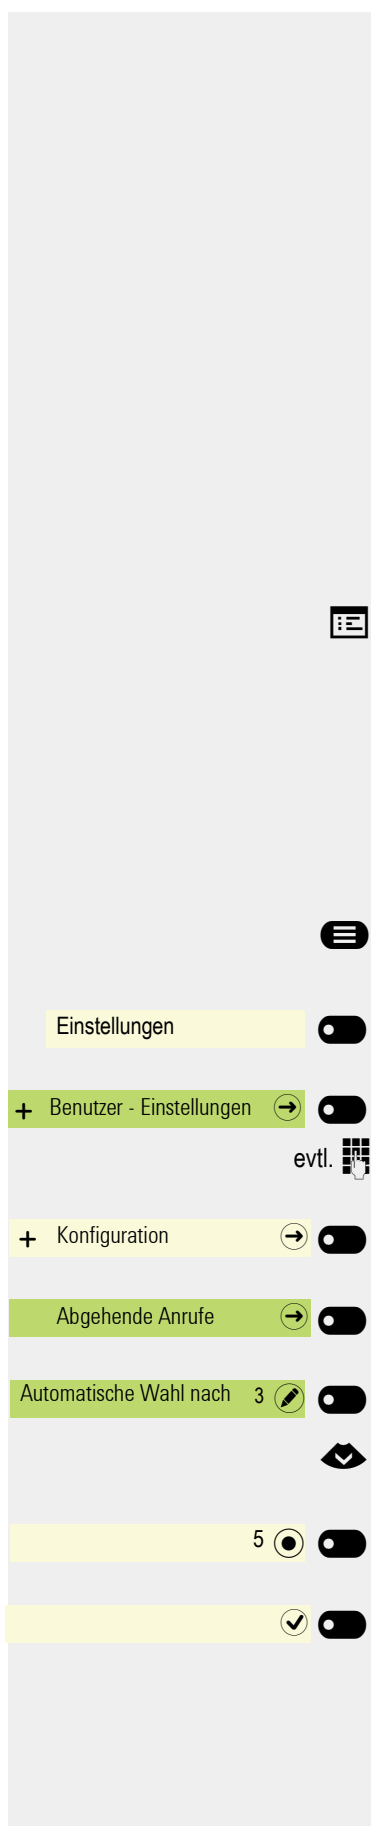 Einstellungen
+ Benutzer - Einstellungen
evtl.
+ Konfiguration
Abgehende Anrufe
Automatische Wahl nach 3
5